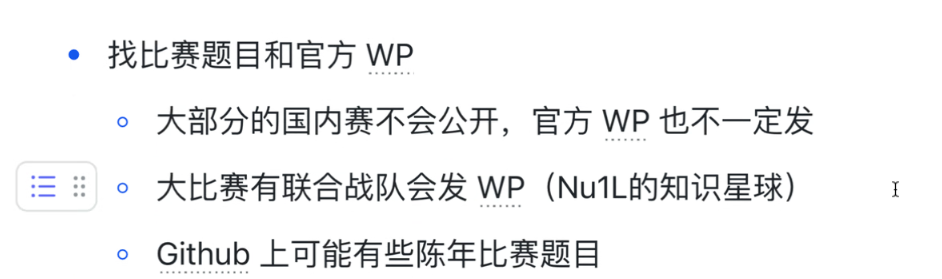 找比赛题目和官方 WP
大部分的国内赛不会公开，官方 WP 也不一定发
大比赛有联合战队会发 WP（Nu1L的知识星球）
Github 上可能有些陈年比赛题目